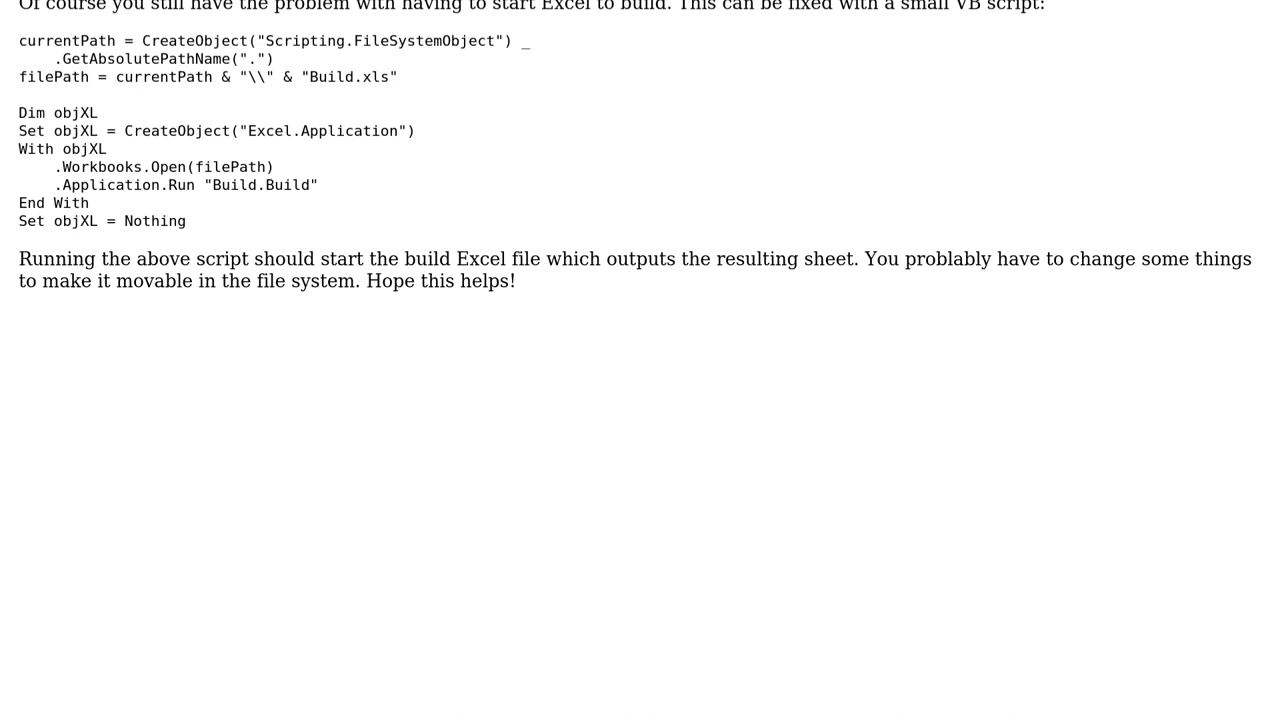 Of course you still have the problem with having to start Excel to build. This can be fixed with a small VB script:
currentPath = CreateObject("Scripting.FileSystemObject") _
    .GetAbsolutePathName(".")
filePath = currentPath & "\\" & "Build.xls"
Dim objXL
Set objXL = CreateObject("Excel.Application")
With objXL
    .Workbooks.Open(filePath)
    .Application.Run "Build.Build"
End With
Set objXL = Nothing
Running the above script should start the build Excel file which outputs the resulting sheet. You problably have to change some things
to make it movable in the file system. Hope this helps!